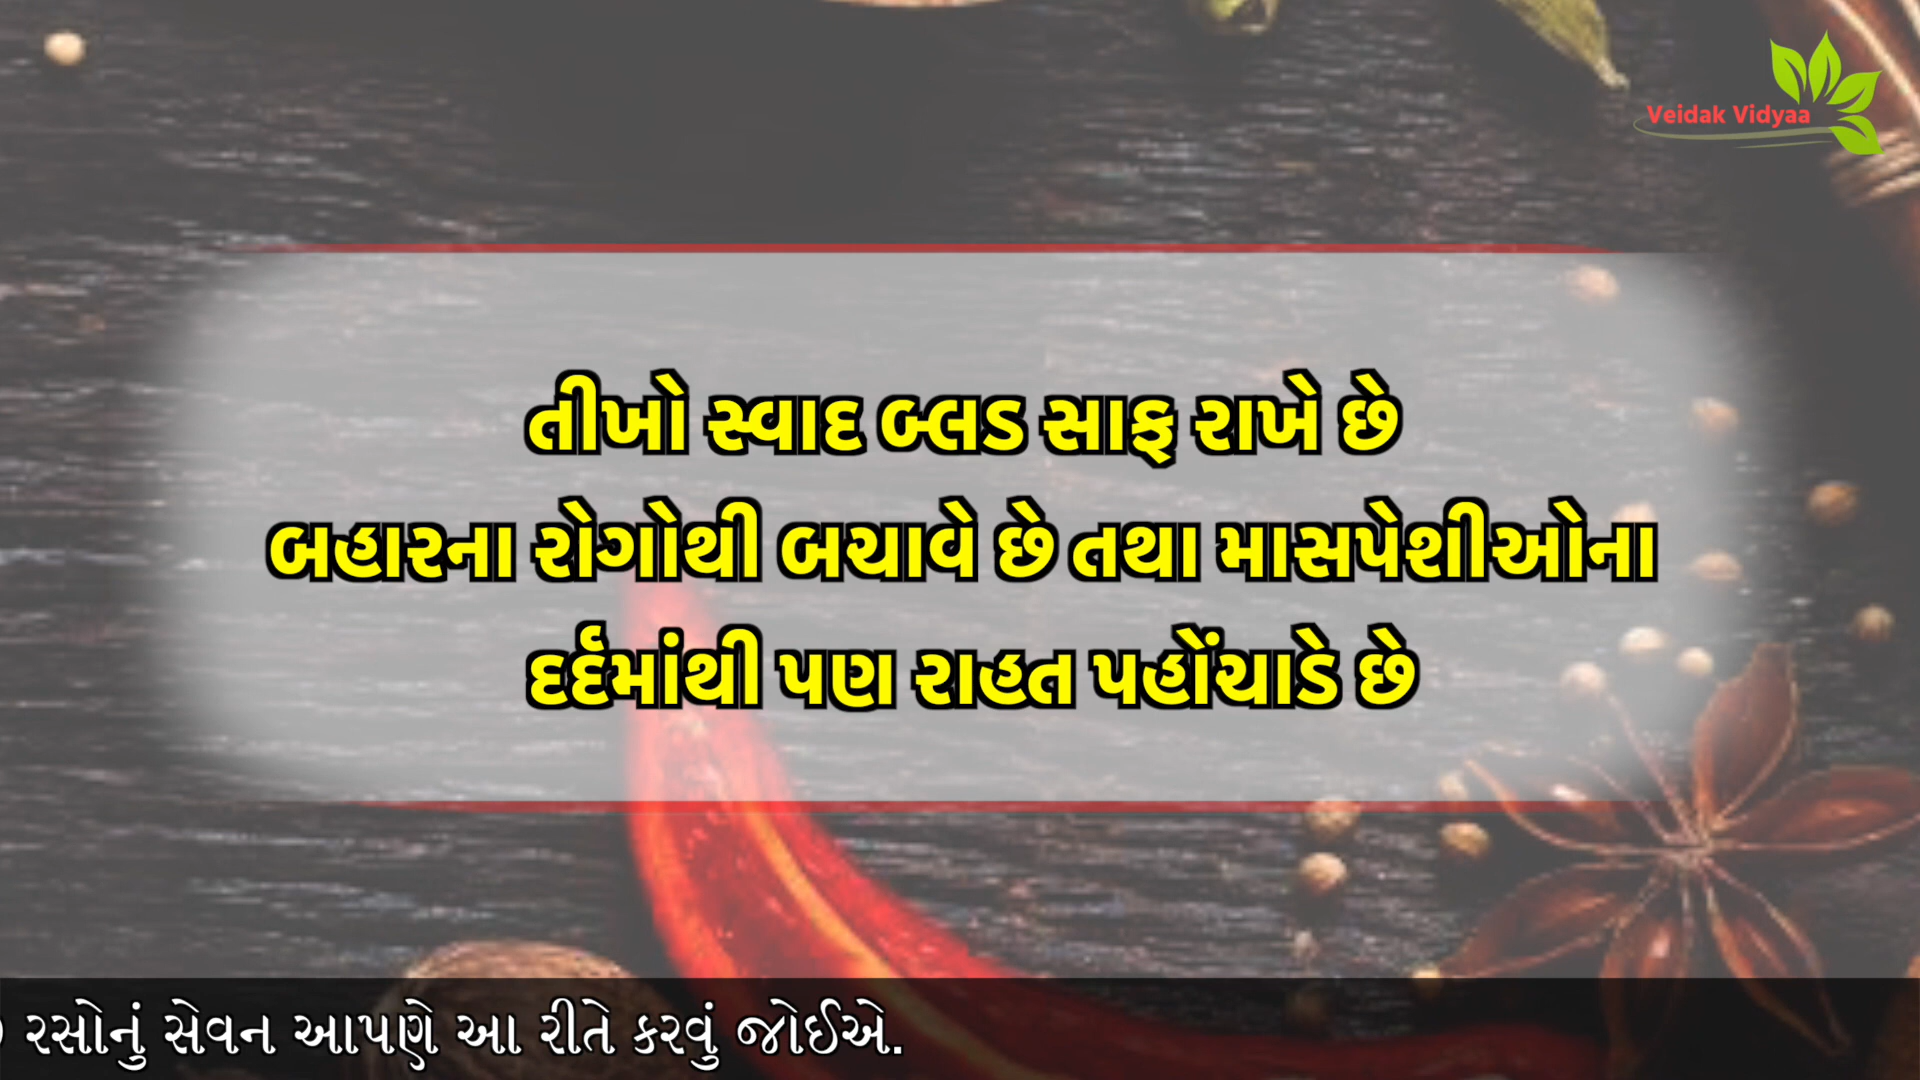 Veidak Vidyaa
તીખો સ્વાદ બ્લડ સાફ રાખે છે
બહારના રોગોથી બચાવે છે તથા માસપેશીઓના
દર્દમાંથી પણ રાહત પહોંચાડે છે
રસોનું સેવન આપણે આ રીતે કરવું જોઈએ.